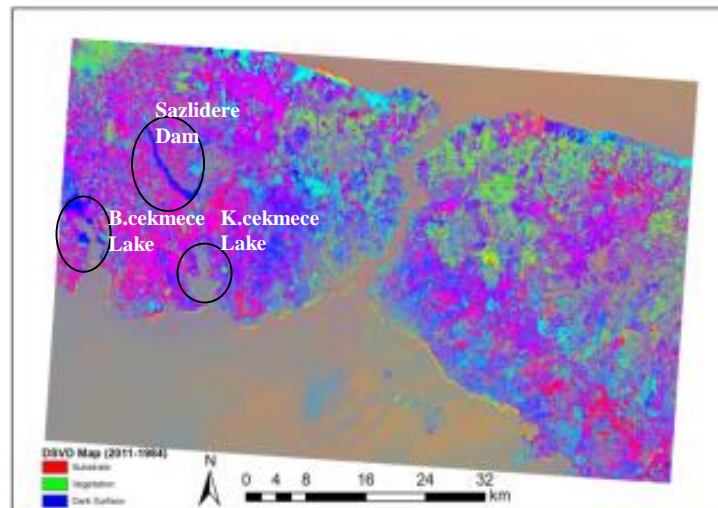 Sazlidere
Dam
B.cekmece
Lake
K.cekmece
Lake
DSVD Map (2011-1984)
Substrate
Vegetation
Dark Surface
N
0 4 8 16 24 32
km